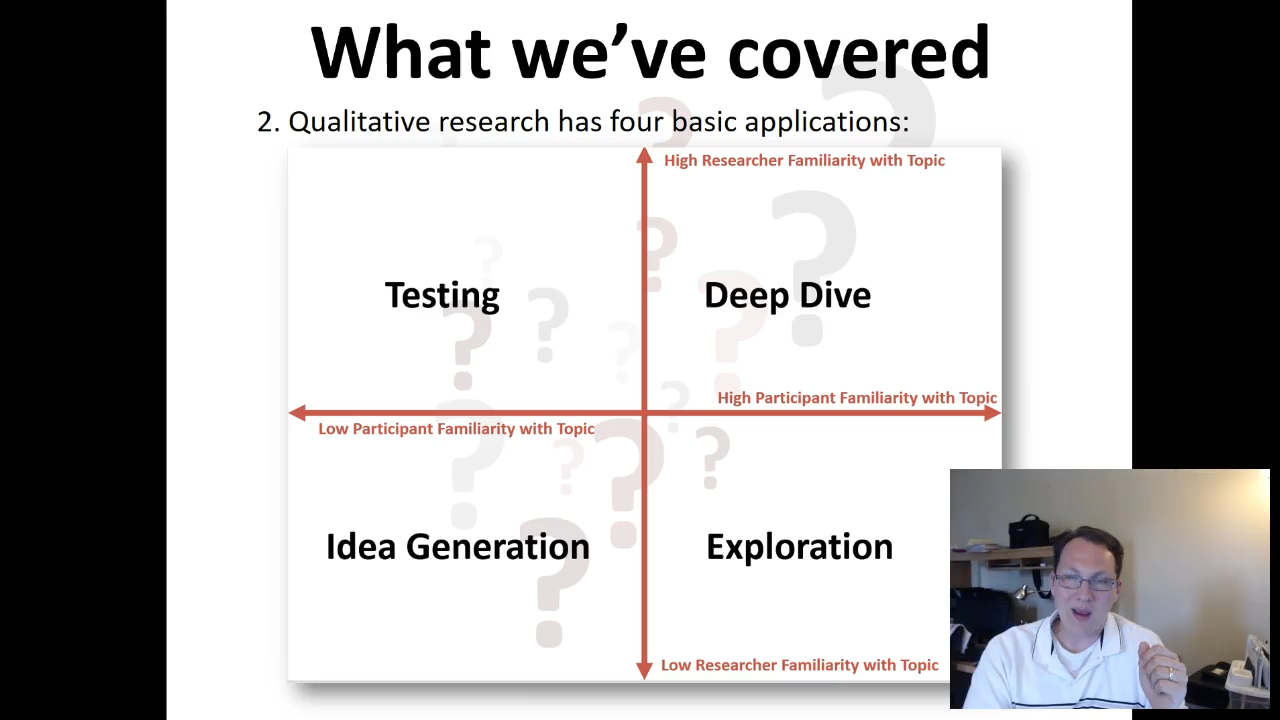 What we've covered
2. Qualitative research has four basic applications:
High Researcher Familiarity with Topic
Testing
Deep Dive
High Participant Familiarity with Topic
Low Participant Familiarity with Topic
Idea Generation
Exploration
Low Researcher Familiarity with Topic